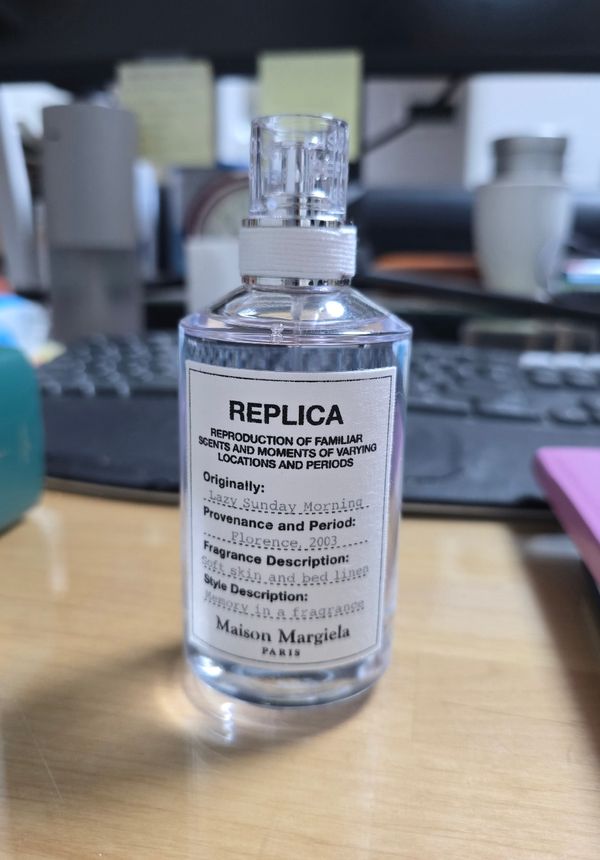 REPLICA
REPRODUCTION OF FAMILIAR
SCENTS AND MOMENTS OF VARYING
LOCATIONS AND PERIODS
Originally:
Lazy Sunday Morning
Provenance and Period:
Florence, 2003
Fragrance Description:
Soft skin and bed linen
Style Description:
Memory in a fragrance
Maison Margiela
PARIS